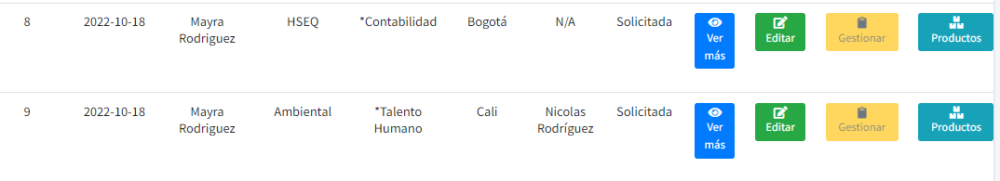 8 2022-10-18 Mayra HSEQ *Contabilidad Bogotá N/A Solicitada Ver Editar Gestionar Productos
Rodriguez más
9 2022-10-18 Mayra Ambiental *Talento Cali Nicolas Solicitada Ver Editar Gestionar Productos
Rodriguez Humano Rodríguez más